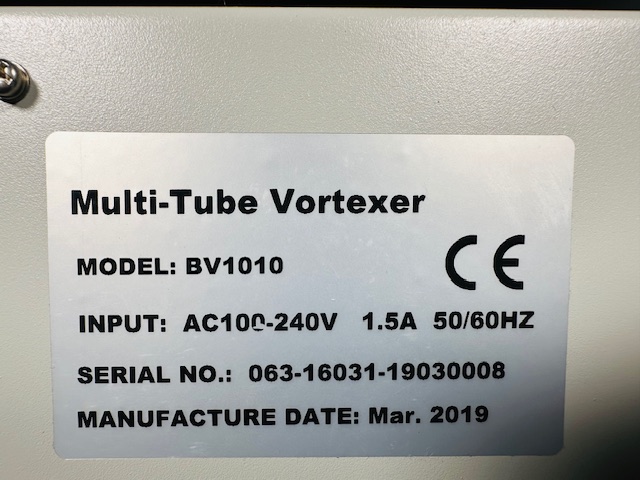 Multi-Tube Vortexer
MODEL: BV1010
CE
INPUT: AC100-240V 1.5A 50/60HZ
SERIAL NO.: 063-16031-19030008
MANUFACTURE DATE: Mar. 2019